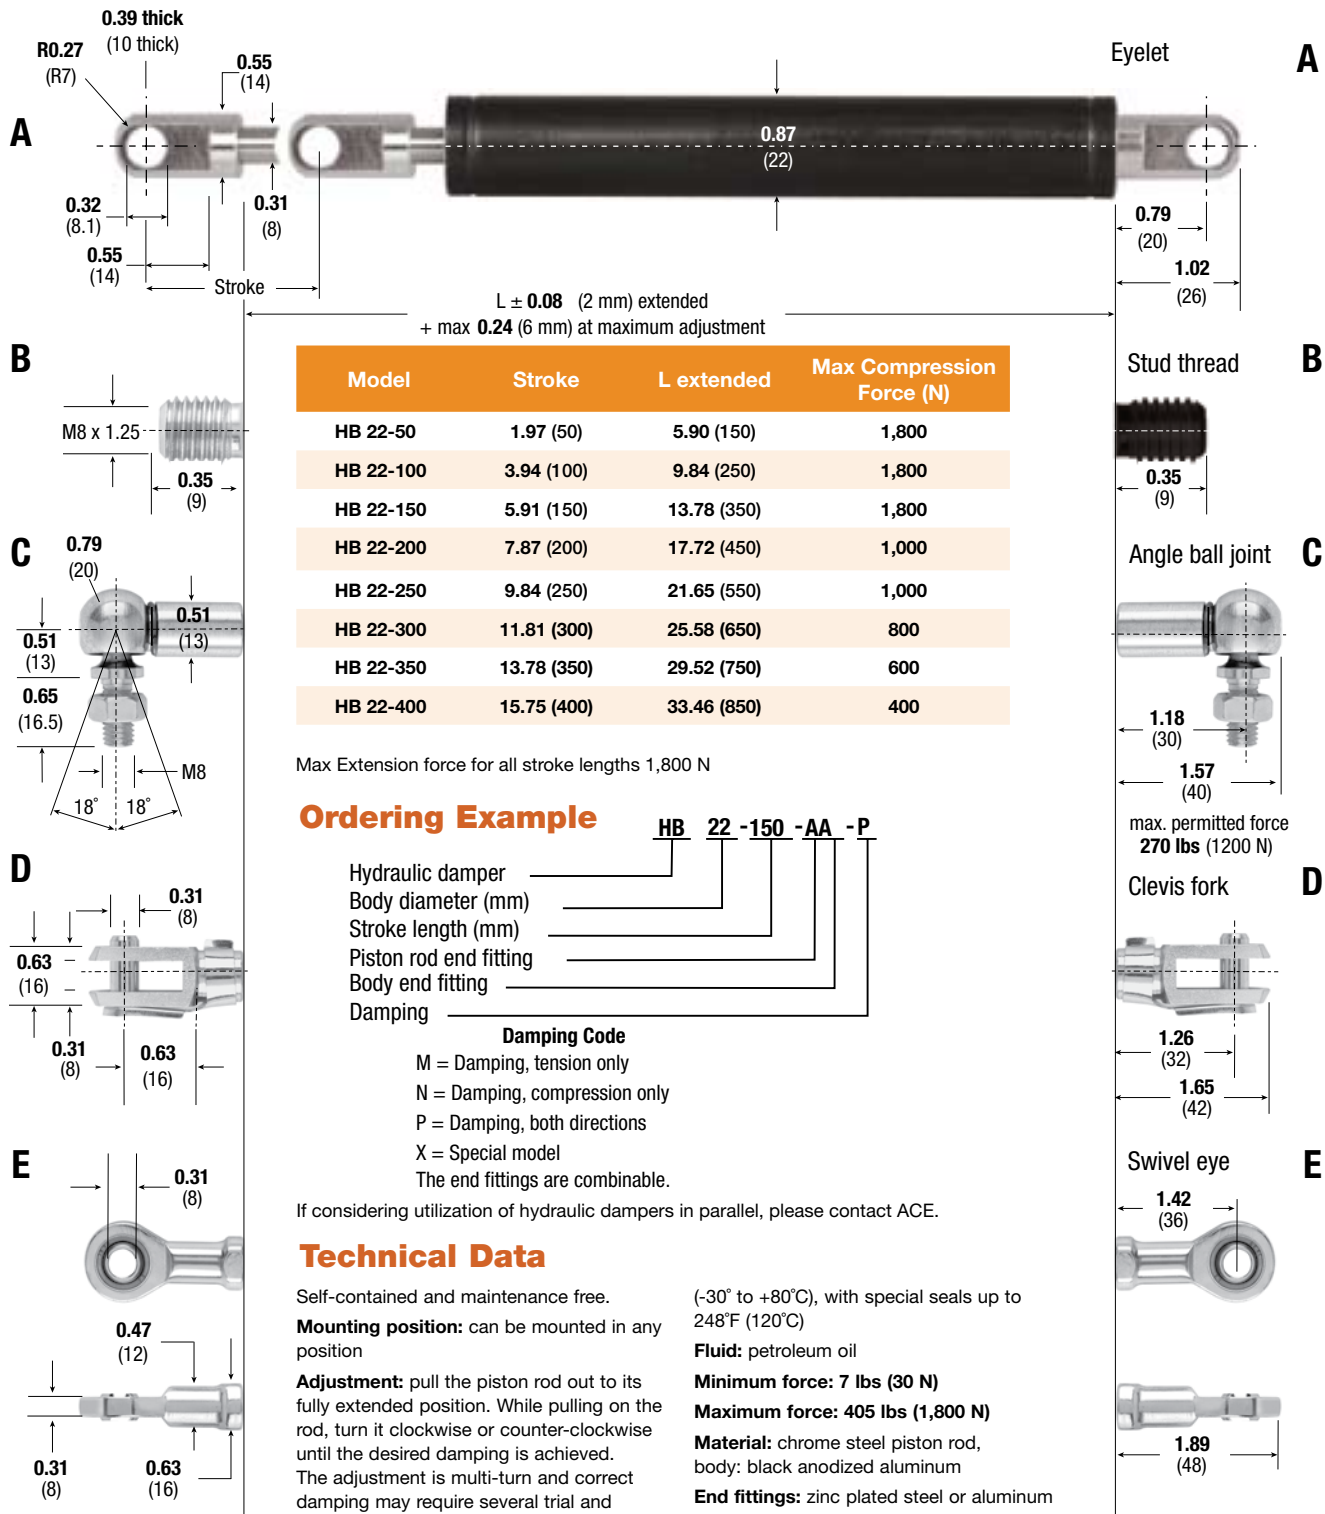 0.39 thick
(10 thick)
R0.27
(R7)
0.55
(14)
Eyelet
A
A
0.87
(22)
0.32
(8.1)
0.31
(8)
0.55
(14)
Stroke
0.79
(20)
1.02
(26)
L ± 0.08 (2 mm) extended
+ max 0.24 (6 mm) at maximum adjustment
B
Stud thread
B
M8 x 1.25
0.35
(9)
0.35
(9)
Model Stroke L extended Max Compression Force (N)
HB 22-50 1.97 (50) 5.90 (150) 1,800
HB 22-100 3.94 (100) 9.84 (250) 1,800
HB 22-150 5.91 (150) 13.78 (350) 1,800
HB 22-200 7.87 (200) 17.72 (450) 1,000
HB 22-250 9.84 (250) 21.65 (550) 1,000
HB 22-300 11.81 (300) 25.58 (650) 800
HB 22-350 13.78 (350) 29.52 (750) 600
HB 22-400 15.75 (400) 33.46 (850) 400
Max Extension force for all stroke lengths 1,800 N
C
0.79
(20)
0.51
(13)
0.51
(13)
0.65
(16.5)
M8
18°
18°
Angle ball joint
C
1.18
(30)
1.57
(40)
max. permitted force
270 lbs (1200 N)
Ordering Example
HB 22 -150 -AA -P
Hydraulic damper
Body diameter (mm)
Stroke length (mm)
Piston rod end fitting
Body end fitting
Damping
Damping Code
M = Damping, tension only
N = Damping, compression only
P = Damping, both directions
X = Special model
The end fittings are combinable.
If considering utilization of hydraulic dampers in parallel, please contact ACE.
D
0.31
(8)
0.63
(16)
0.31
(8)
0.63
(16)
Clevis fork
D
1.26
(32)
1.65
(42)
E
0.31
(8)
0.47
(12)
0.31
(8)
0.63
(16)
Swivel eye
E
1.42
(36)
1.89
(48)
Technical Data
Self-contained and maintenance free.
Mounting position: can be mounted in any
position
Adjustment: pull the piston rod out to its
fully extended position. While pulling on the
rod, turn it clockwise or counter-clockwise
until the desired damping is achieved.
The adjustment is multi-turn and correct
damping may require several trial and
(-30° to +80°C), with special seals up to
248°F (120°C)
Fluid: petroleum oil
Minimum force: 7 lbs (30 N)
Maximum force: 405 lbs (1,800 N)
Material: chrome steel piston rod,
body: black anodized aluminum
End fittings: zinc plated steel or aluminum